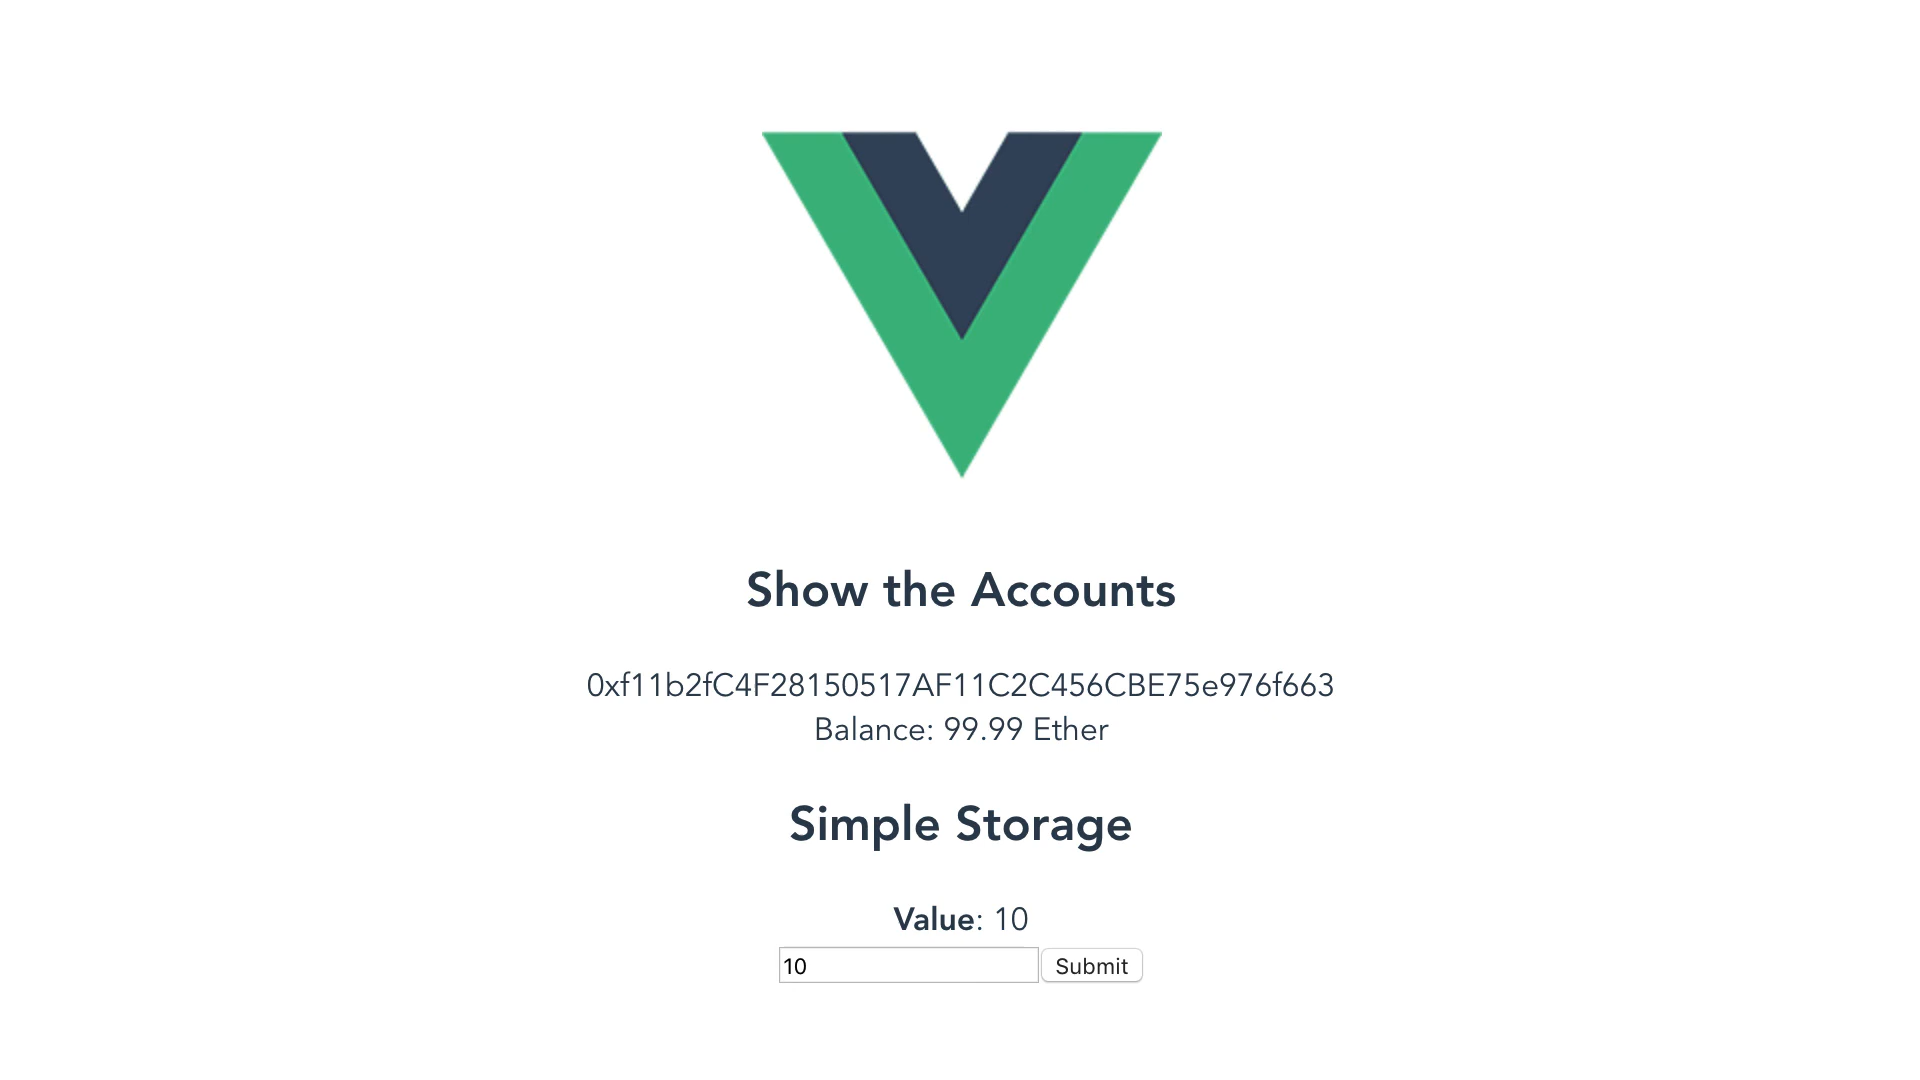 Show the Accounts
0xf11b2fC4F28150517AF11C2C456CBE75e976f663
Balance: 99.99 Ether
Simple Storage
Value: 10
10 Submit